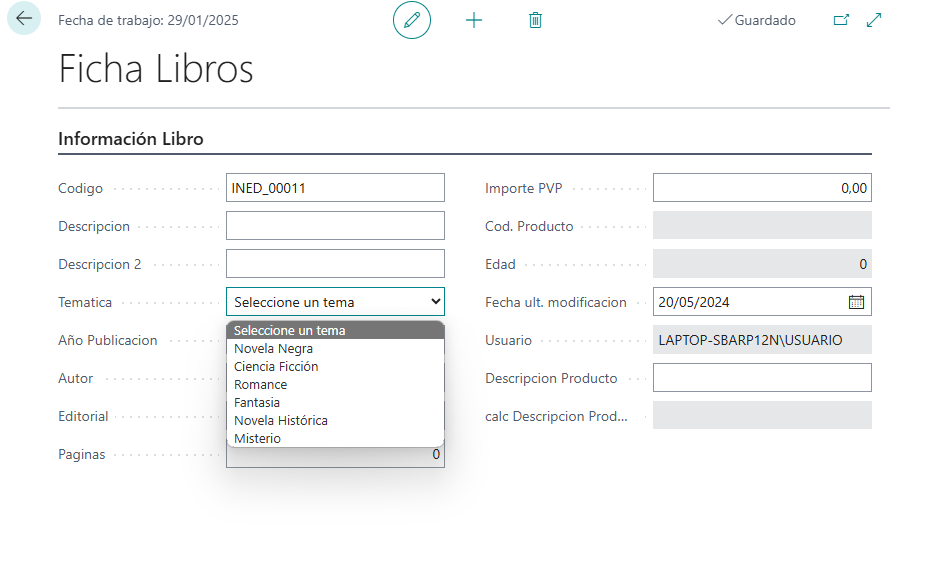 Fecha de trabajo: 29/01/2025
Guardado
Ficha Libros
Información Libro
Codigo
INED_00011
Descripcion
Descripcion 2
Tematica
Seleccione un tema
Seleccione un tema
Novela Negra
Ciencia Ficción
Romance
Fantasia
Novela Histórica
Misterio
Año Publicacion
Autor
Editorial
Paginas
0
Importe PVP
0,00
Cod. Producto
Edad
0
Fecha ult. modificacion
20/05/2024
Usuario
LAPTOP-SBARP12N\USUARIO
Descripcion Producto
calc Descripcion Prod...